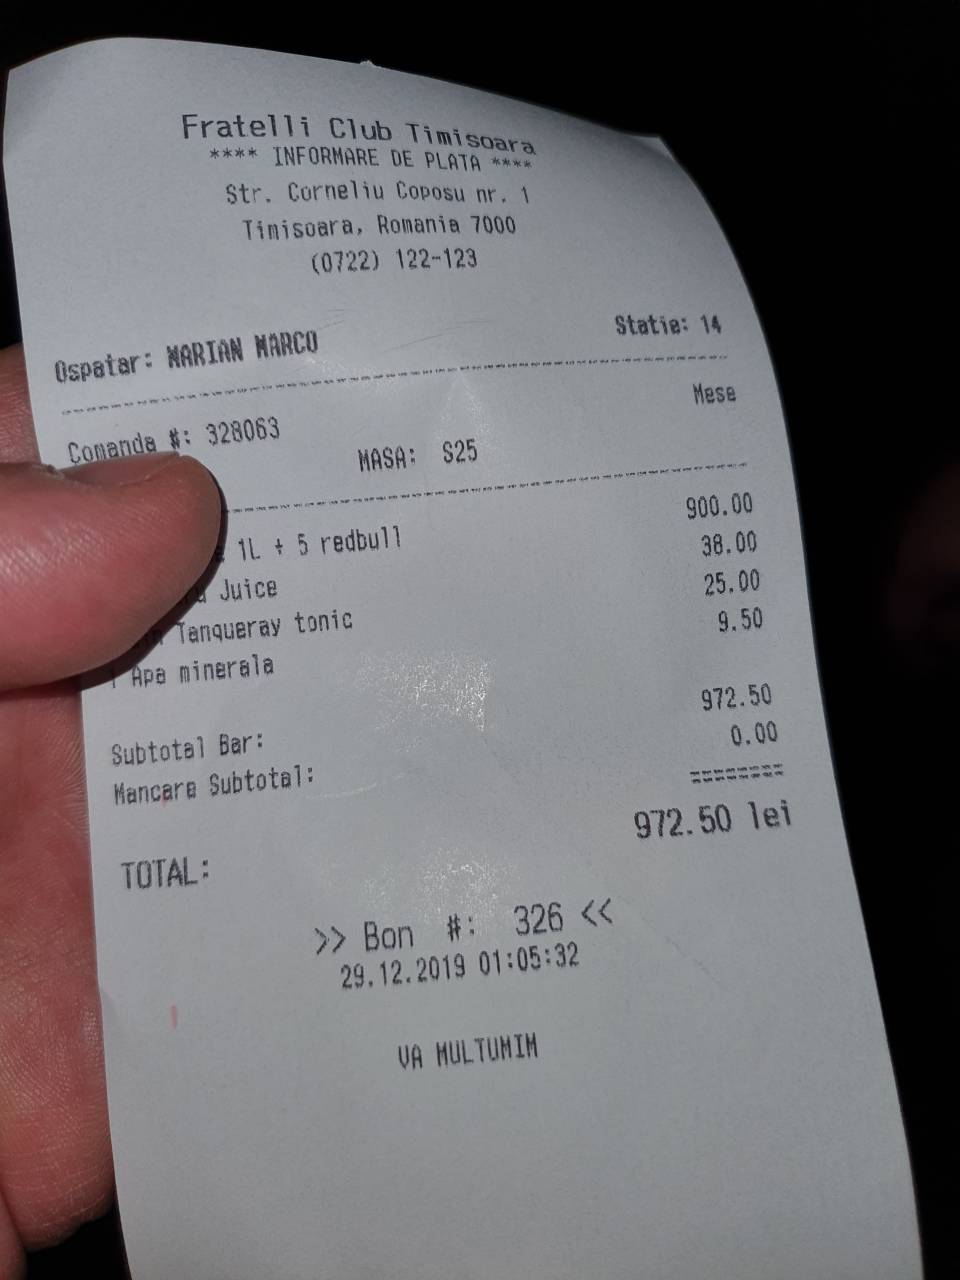 Fratelli Club Timisoara
**** INFORMARE DE PLATA ****
Str. Corneliu Coposu nr. 1
Timisoara, Romania 7000
(0722) 122-123
Ospatar: MARIAN MARCO Statie: 14
Comanda #: 328063 Mese
MASA: S25
1L + 5 redbull 900.00
Juice 38.00
Tanqueray tonic 25.00
Apa minerala 9.50
Subtotal Bar: 972.50
Mancare Subtotal: 0.00
========
TOTAL: 972.50 lei
>> Bon #: 326 <<
29.12.2019 01:05:32
VA MULTUMIM